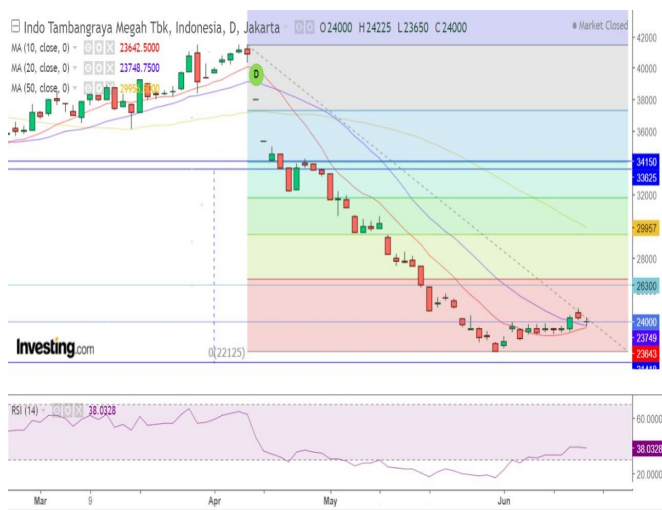 Indo Tambangraya Megah Tbk, Indonesia, D, Jakarta O24000 H24225 L23650 C24000 Market Closed
MA (10, close, 0) 23642.5000
MA (20, close, 0) 23748.7500
MA (50, close, 0)
D
42000
40000
38000
36000
34150
33625
32000
29957
28000
26300
24000
23749
23643
0(22125)
Investing.com
RSI (14) 38.0328
60.0000
38.0328
20.0000
Mar 9 Apr May Jun